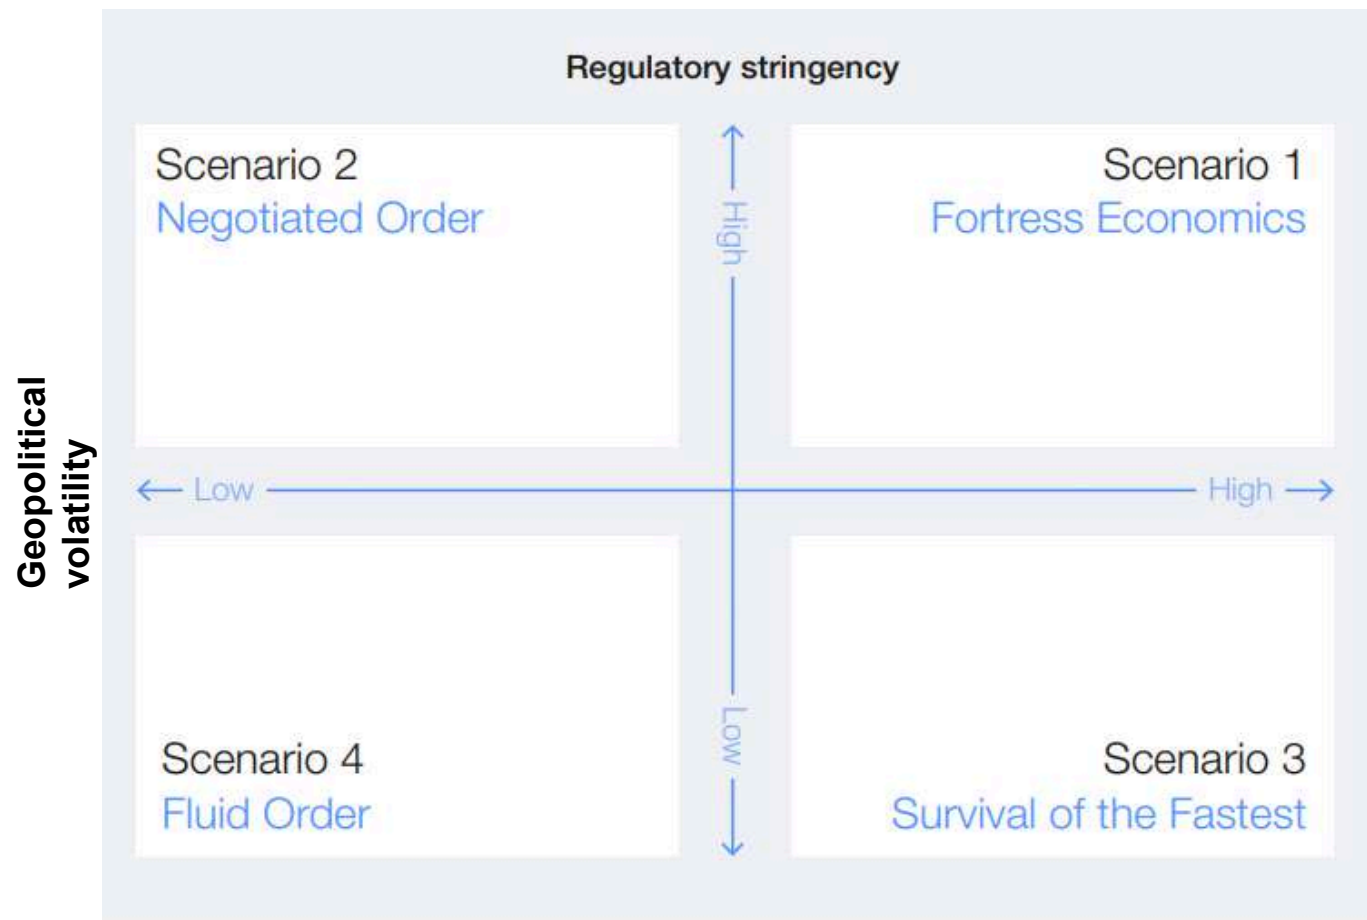 Regulatory stringency
Scenario 2
Negotiated Order
High
Scenario 1
Fortress Economics
Geopolitical
volatility
Low
High
Scenario 4
Fluid Order
Low
Scenario 3
Survival of the Fastest